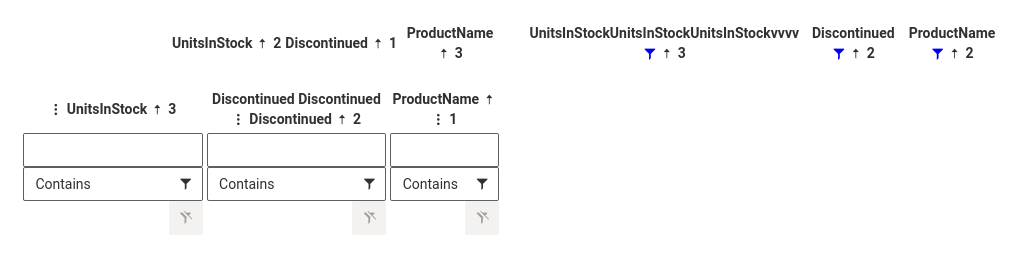 UnitsInStock ↑ 2 Discontinued ↑ 1
ProductName
↑ 3
UnitsInStockUnitsInStockUnitsInStockvvvv
↑ 3
Discontinued
↑ 2
ProductName
↑ 2
UnitsInStock ↑ 3
Discontinued Discontinued
Discontinued ↑ 2
ProductName ↑
1
Contains
Contains
Contains